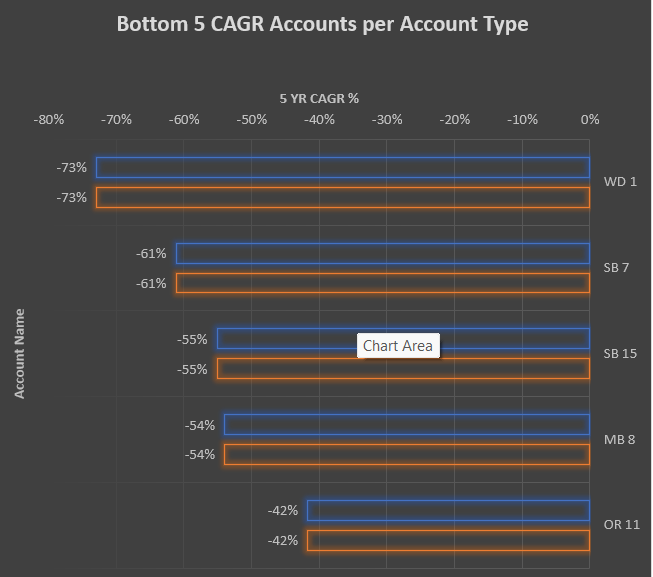 Bottom 5 CAGR Accounts per Account Type
5 YR CAGR %
-80% -70% -60% -50% -40% -30% -20% -10% 0%
-73%
WD 1
-73%
-61%
SB 7
-61%
Account Name
-55%
Chart Area
SB 15
-55%
-54%
MB 8
-54%
-42%
OR 11
-42%